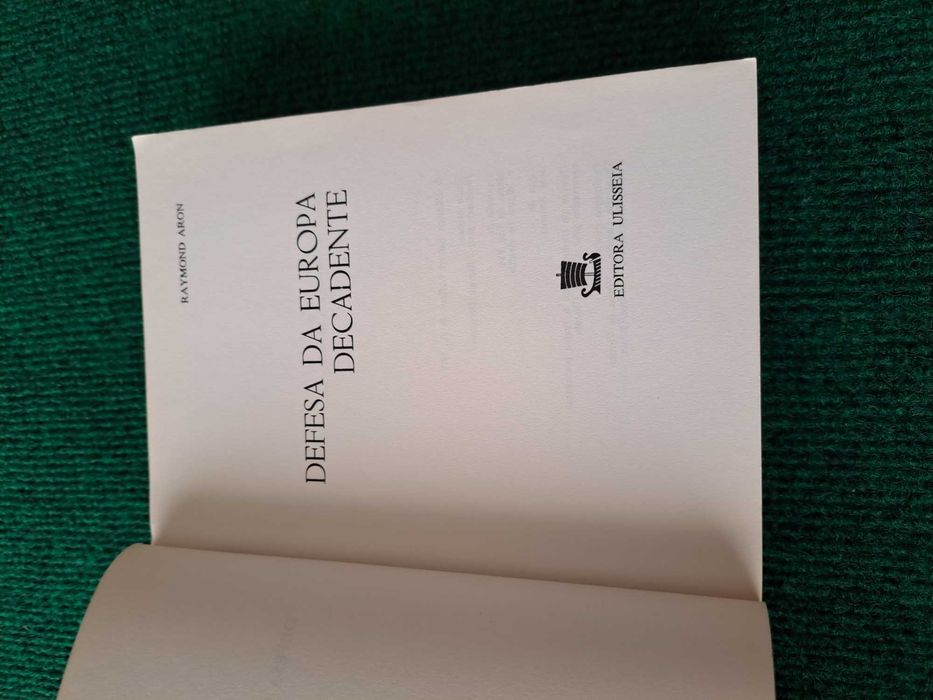 RAYMOND ARON
DEFESA DA EUROPA
DECADENTE
EDITORA ULISSEIA